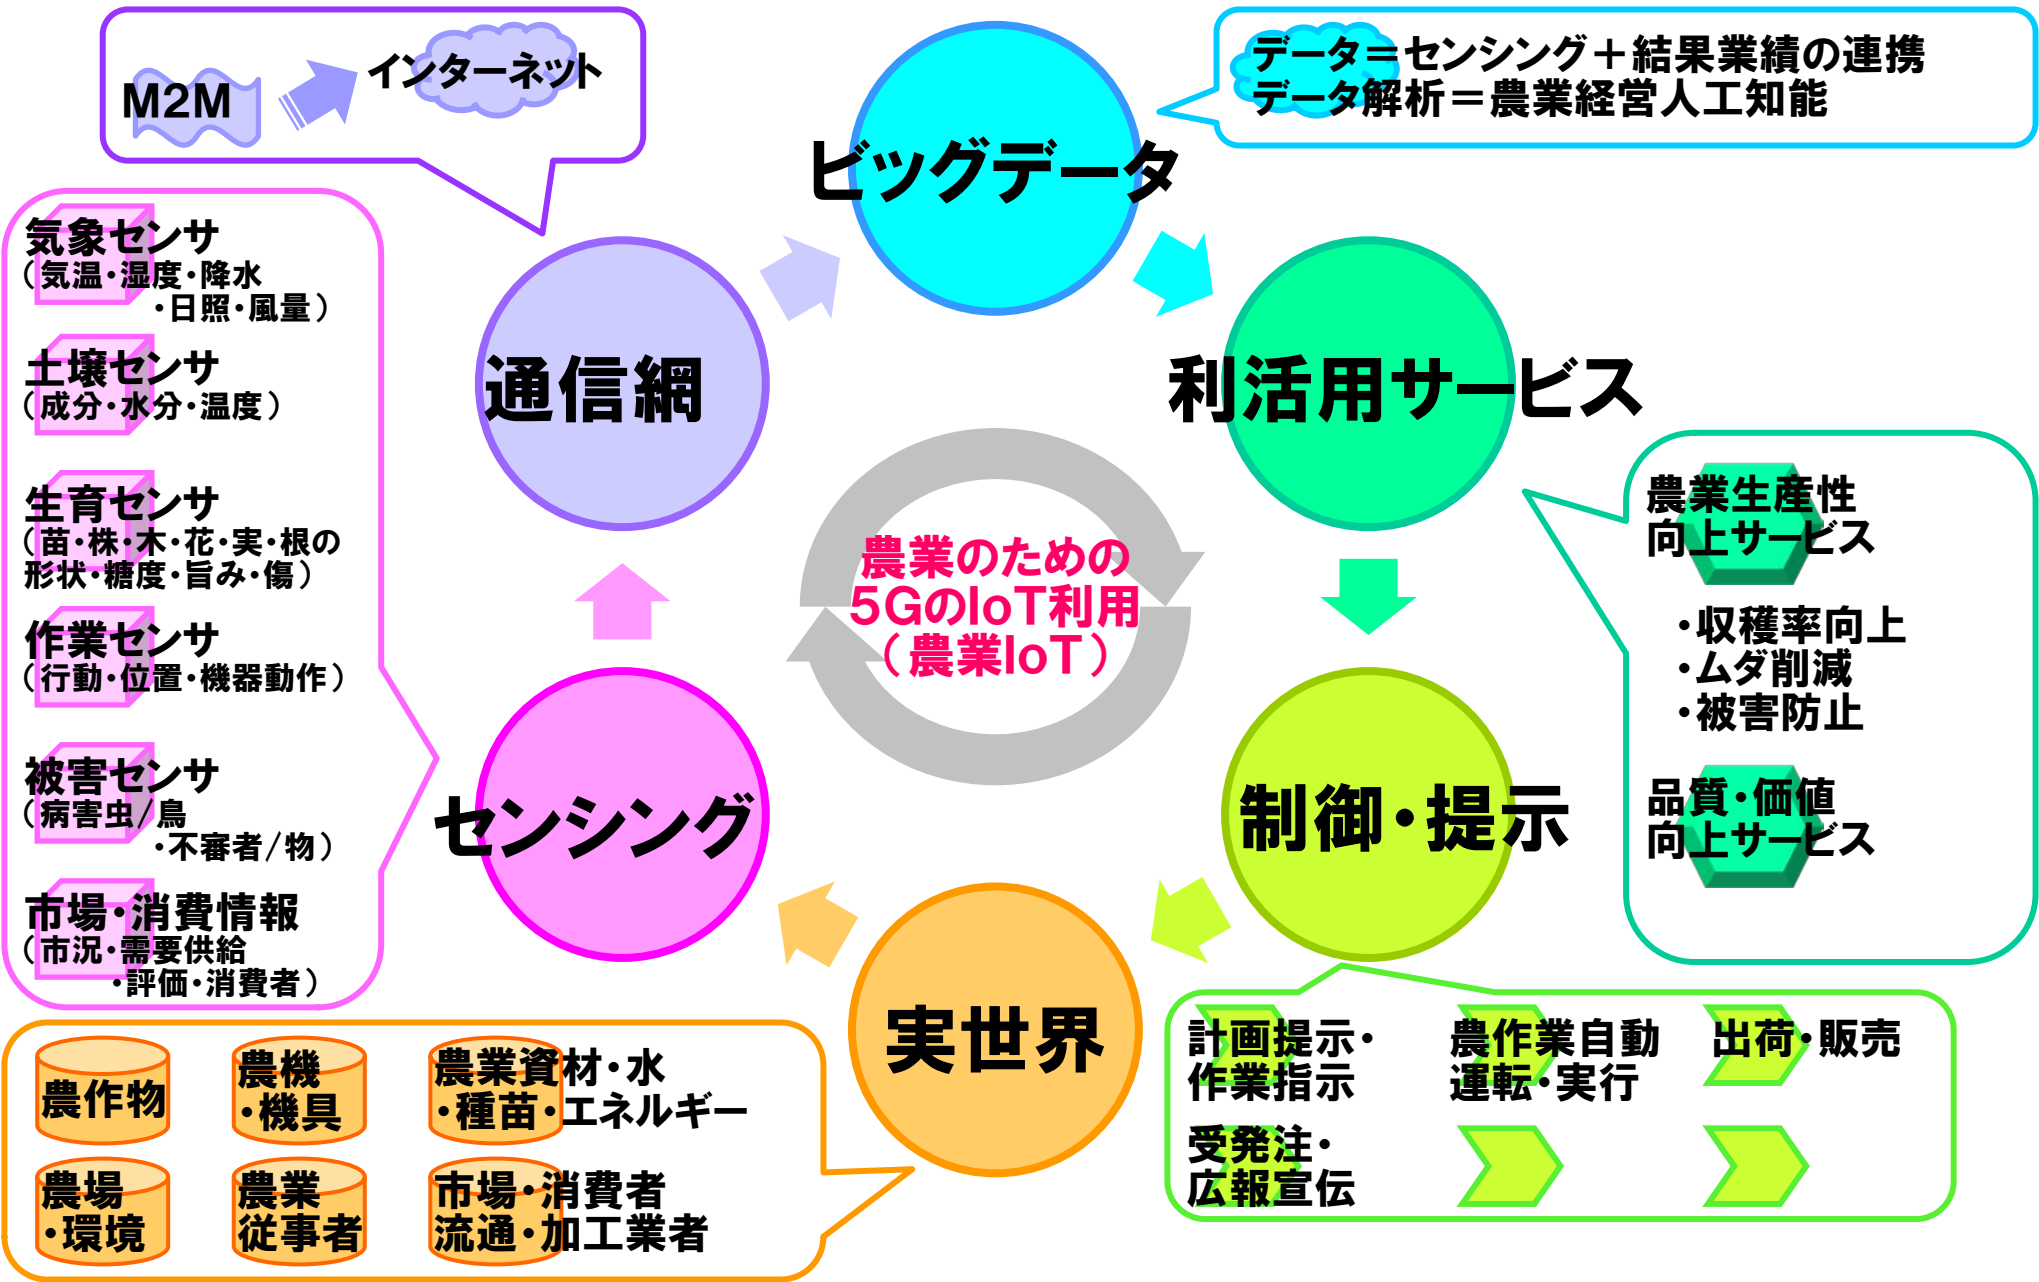 M2M
インターネット
データ＝センシング＋結果業績の連携
データ解析＝農業経営人工知能
ビッグデータ
通信網
利活用サービス
気象センサ
（気温・湿度・降水
・日照・風量）
土壌センサ
（成分・水分・温度）
生育センサ
（苗・株・木・花・実・根の
形状・糖度・旨み・傷）
作業センサ
（行動・位置・機器動作）
被害センサ
（病害虫/鳥
・不審者/物）
市場・消費情報
（市況・需要供給
・評価・消費者）
農業のための
5GのIoT利用
（農業IoT）
農業生産性
向上サービス
・収穫率向上
・ムダ削減
・被害防止
品質・価値
向上サービス
センシング
制御・提示
実世界
農作物
農機
・機具
農業資材・水
・種苗・エネルギー
農場
・環境
農業
従事者
市場・消費者
流通・加工業者
計画提示・
作業指示
農作業自動
運転・実行
出荷・販売
受発注・
広報宣伝